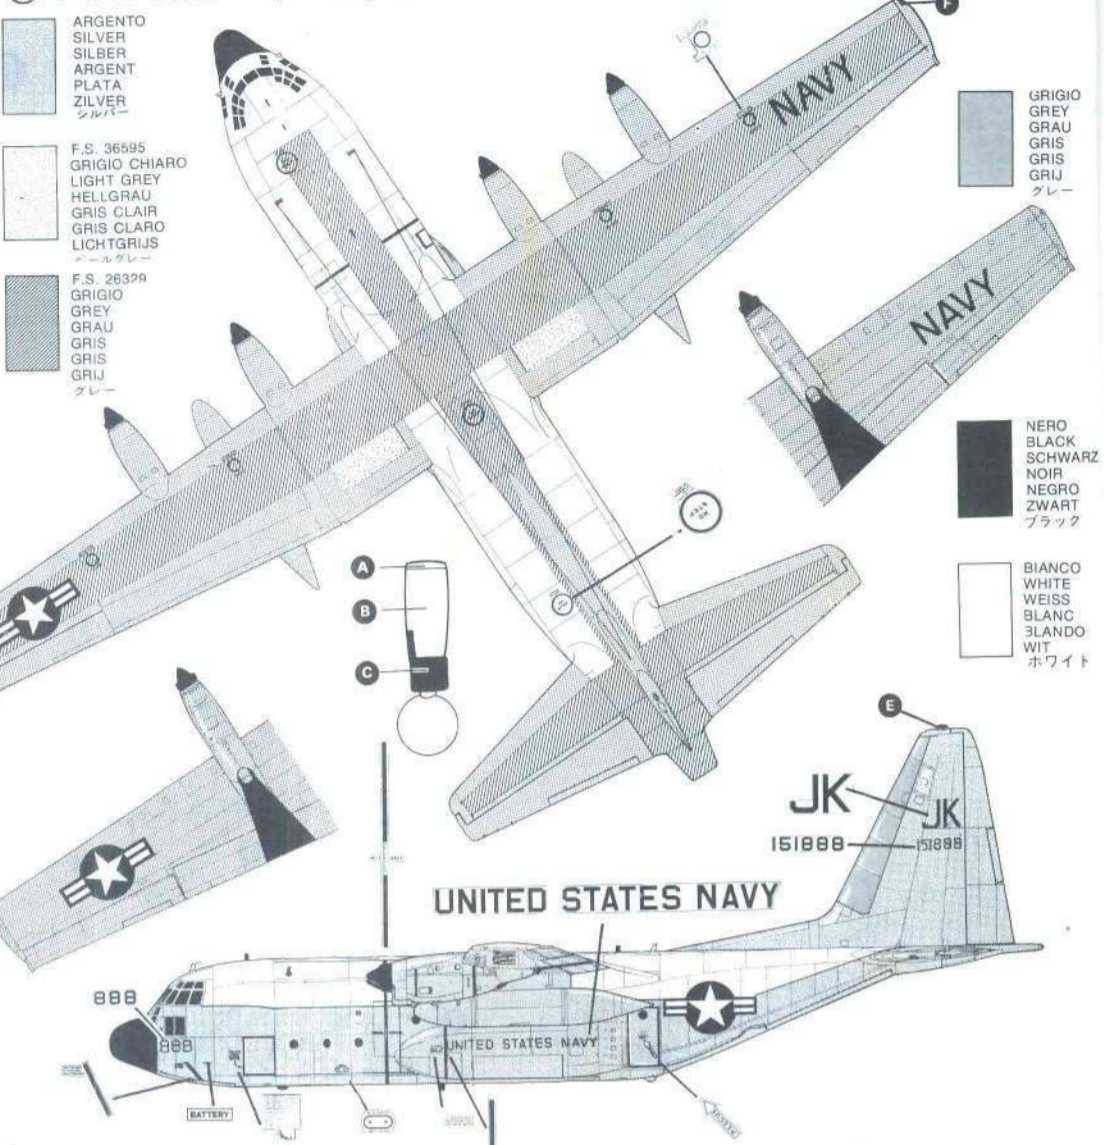 ARGENTO
SILVER
SILBER
ARGENT
PLATA
ZILVER
シルバー
F.S. 36595
GRIGIO CHIARO
LIGHT GREY
HELLGRAU
GRIS CLAIR
GRIS CLARO
LICHTGRIJS
F.S. 26329
GRIGIO
GREY
GRAU
GRIS
GRIS
GRIJ
グレー
F
NAVY
GRIGIO
GREY
GRAU
GRIS
GRIS
GRIJ
グレー
NAVY
NERO
BLACK
SCHWARZ
NOIR
NEGRO
ZWART
ブラック
BIANCO
WHITE
WEISS
BLANC
BLANDO
WIT
ホワイト
A
B
C
E
JK
JK
151888
151888
UNITED STATES NAVY
888
888
UNITED STATES NAVY
BATTERY